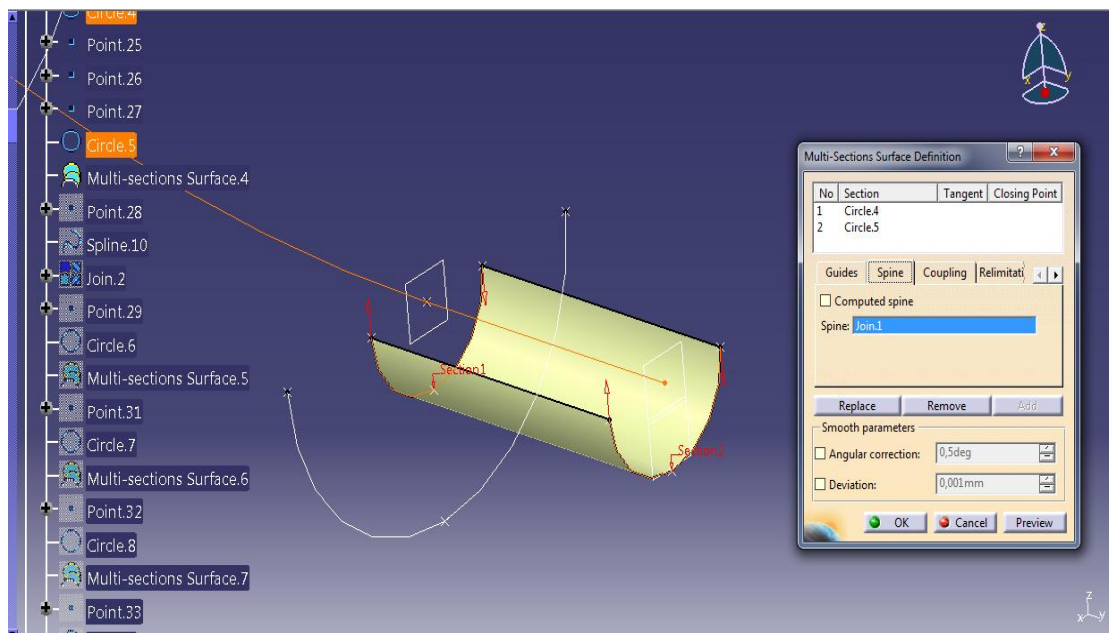 Circle.4
Point.25
Point.26
Point.27
Circle.5
Multi-sections Surface.4
Point.28
Spline.10
Join.2
Point.29
Circle.6
Multi-sections Surface.5
Point.31
Circle.7
Multi-sections Surface.6
Point.32
Circle.8
Multi-sections Surface.7
Point.33
Section1
Section2
z
x
y
Multi-Sections Surface Definition
? X
No Section Tangent Closing Point
1 Circle.4
2 Circle.5
Guides Spine Coupling Relimitati
Computed spine
Spine: Join.1
Replace Remove Add
Smooth parameters
Angular correction: 0,5deg
Deviation: 0,001mm
OK Cancel Preview
z
x y